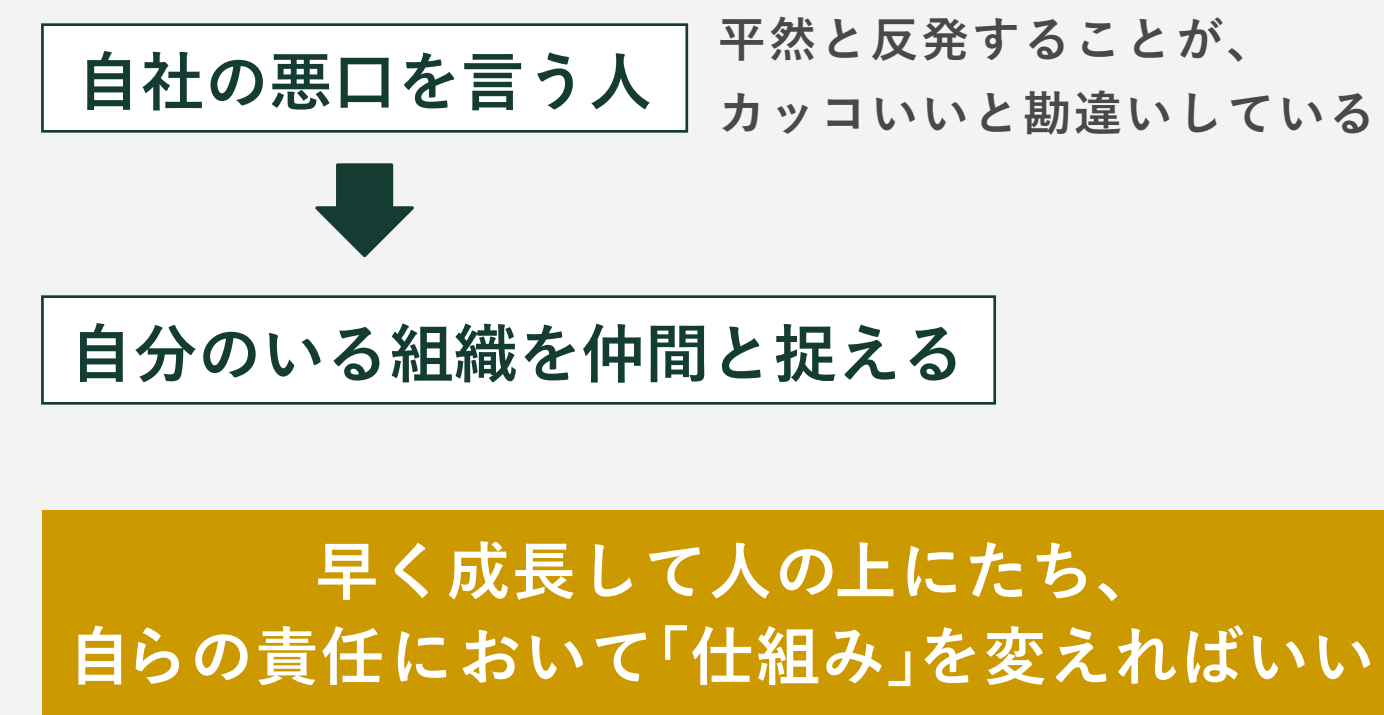 自社の悪口を言う人
平然と反発することが、
カッコいいと勘違いしている
自分のいる組織を仲間と捉える
早く成長して人の上にたち、
自らの責任において「仕組み」を変えればいい